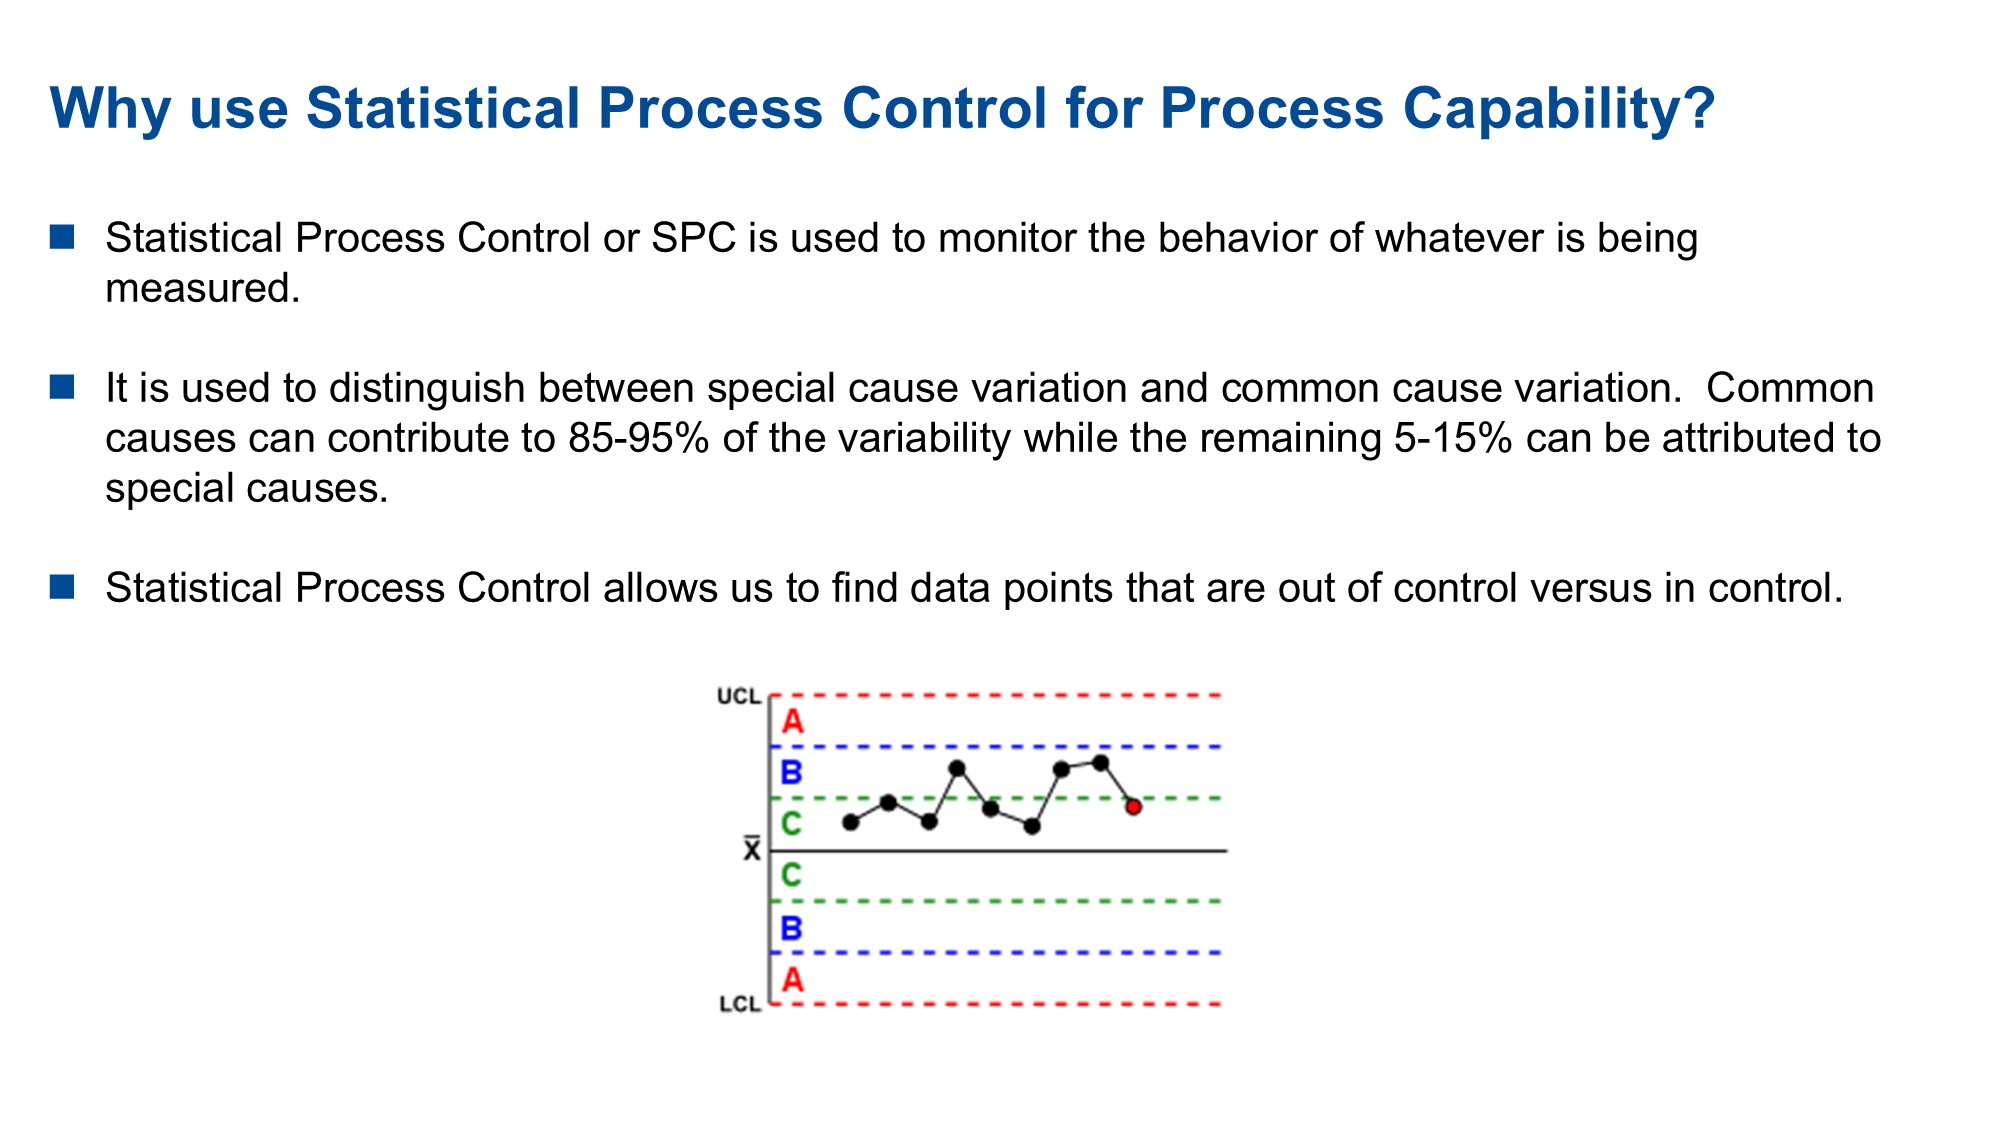 Why use Statistical Process Control for Process Capability?
Statistical Process Control or SPC is used to monitor the behavior of whatever is being
measured.
It is used to distinguish between special cause variation and common cause variation.  Common
causes can contribute to 85-95% of the variability while the remaining 5-15% can be attributed to
special causes.
Statistical Process Control allows us to find data points that are out of control versus in control.
UCL
A
B
C
X̅
C
B
A
LCL